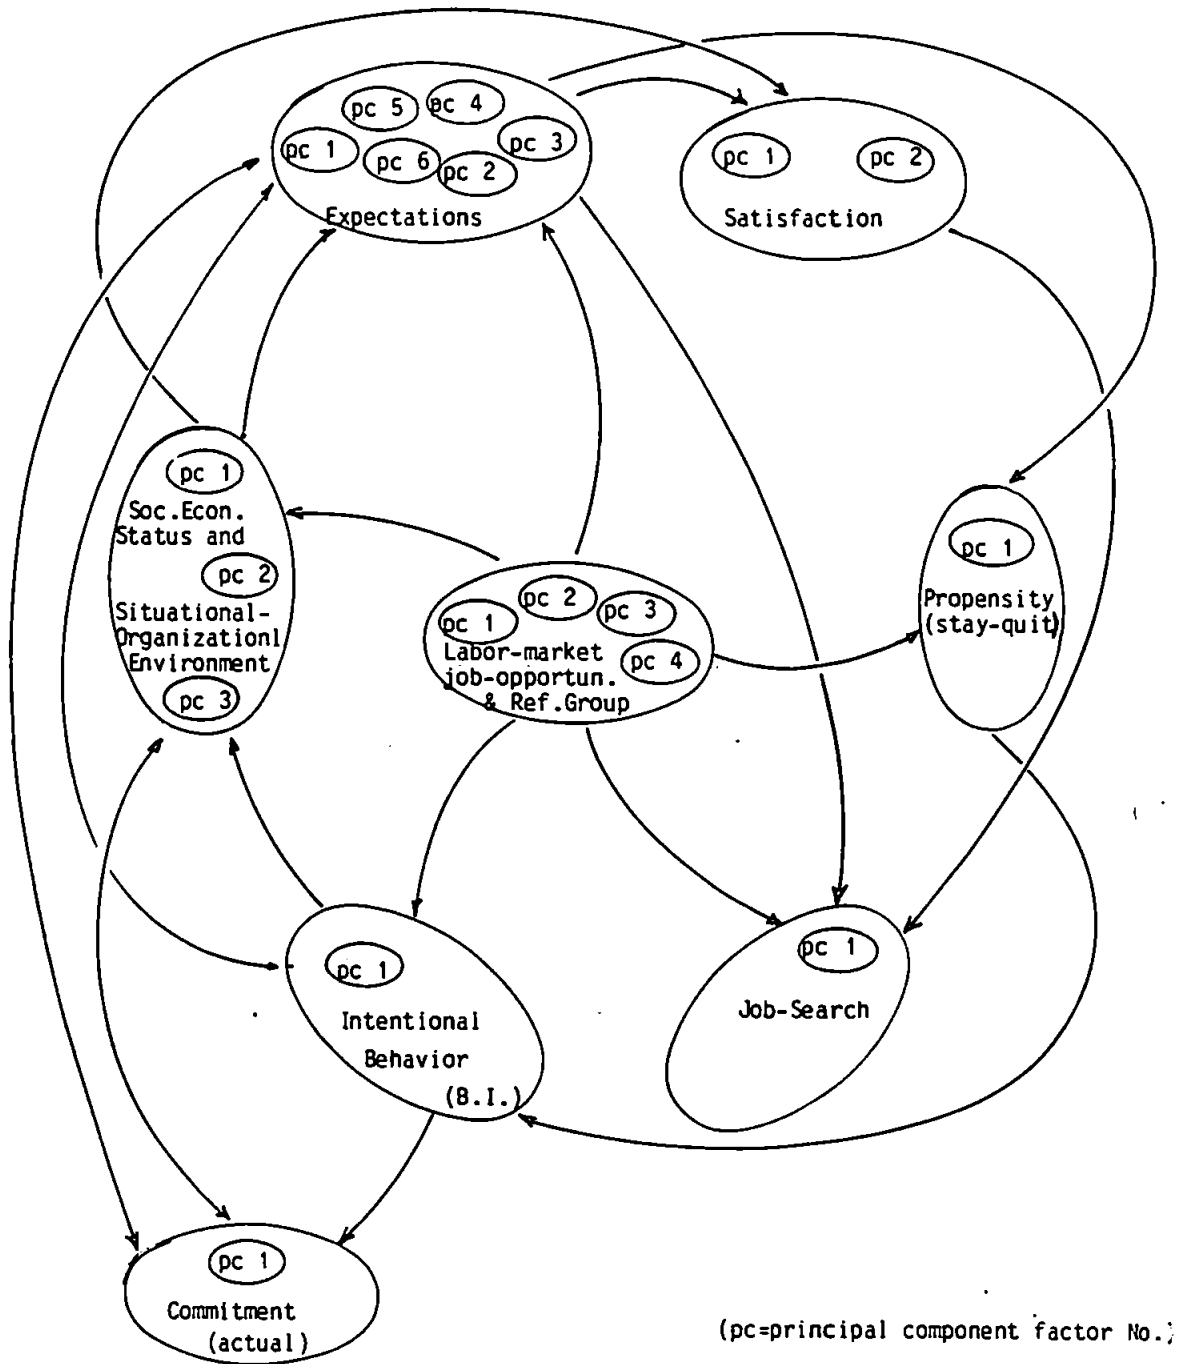 pc 5
pc 4
pc 1
pc 6
pc 2
pc 3
Expectations
pc 1
pc 2
Satisfaction
pc 1
Soc.Econ.
Status and
pc 2
Situational-
Organizationl
Environment
pc 3
pc 1
pc 2
pc 3
Labor-market
pc 4
job-opportun.
& Ref.Group
pc 1
Propensity
(stay-quit)
pc 1
Intentional
Behavior
(B.I.)
pc 1
Job-Search
pc 1
Commitment
(actual)
(pc=principal component factor No.)